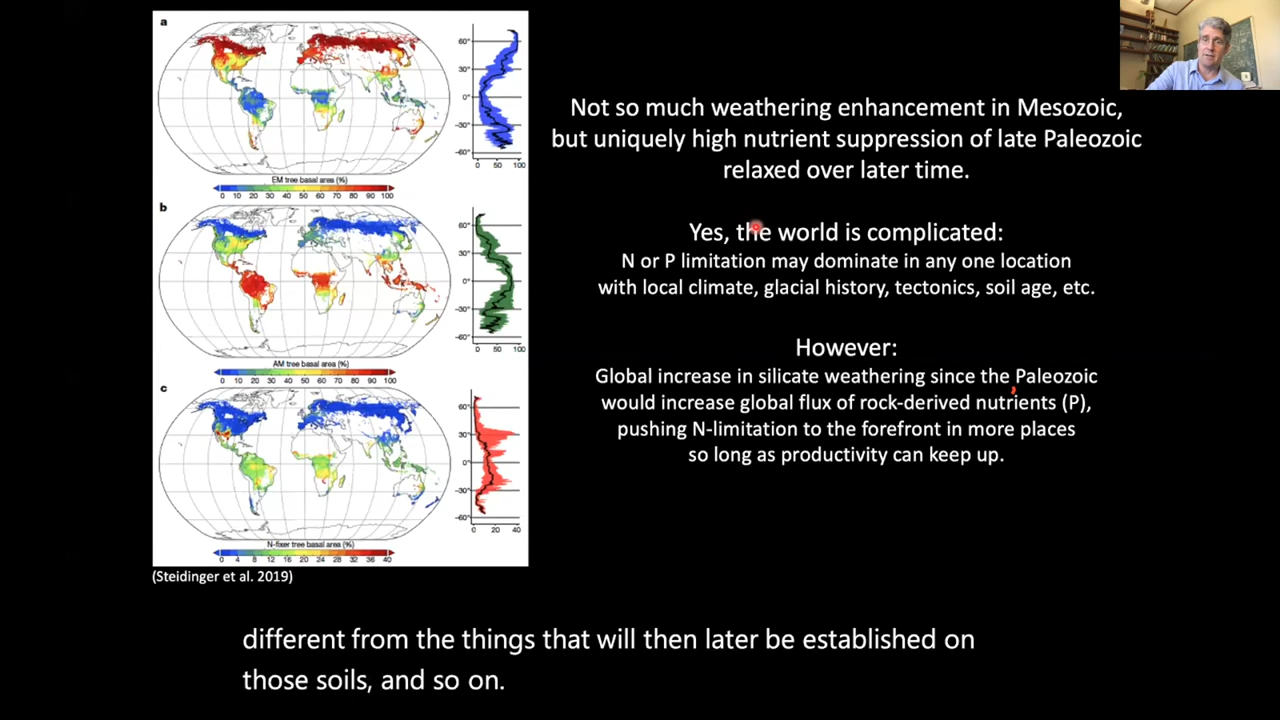 a
60°
30°
0°
−30°
−60°
0 50 100
EM tree basal area (%)
0 10 20 30 40 50 60 70 80 90 100
b
60°
30°
0°
−30°
−60°
0 50 100
AM tree basal area (%)
0 10 20 30 40 50 60 70 80 90 100
c
60°
30°
0°
−30°
−60°
0 20 40
N-fixer tree basal area (%)
0 4 8 12 16 20 24 28 32 36 40
(Steidinger et al. 2019)
Not so much weathering enhancement in Mesozoic,
but uniquely high nutrient suppression of late Paleozoic
relaxed over later time.
Yes, the world is complicated:
N or P limitation may dominate in any one location
with local climate, glacial history, tectonics, soil age, etc.
However:
Global increase in silicate weathering since the Paleozoic
would increase global flux of rock-derived nutrients (P),
pushing N-limitation to the forefront in more places
so long as productivity can keep up.
different from the things that will then later be established on
those soils, and so on.